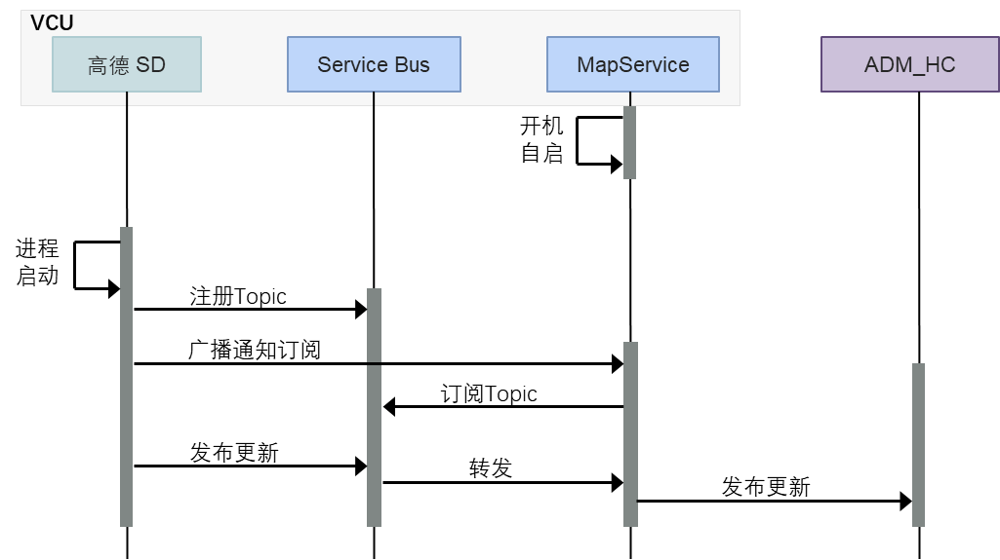 VCU
高德 SD
Service Bus
MapService
ADM_HC
开机
自启
进程
启动
注册Topic
广播通知订阅
订阅Topic
发布更新
转发
发布更新